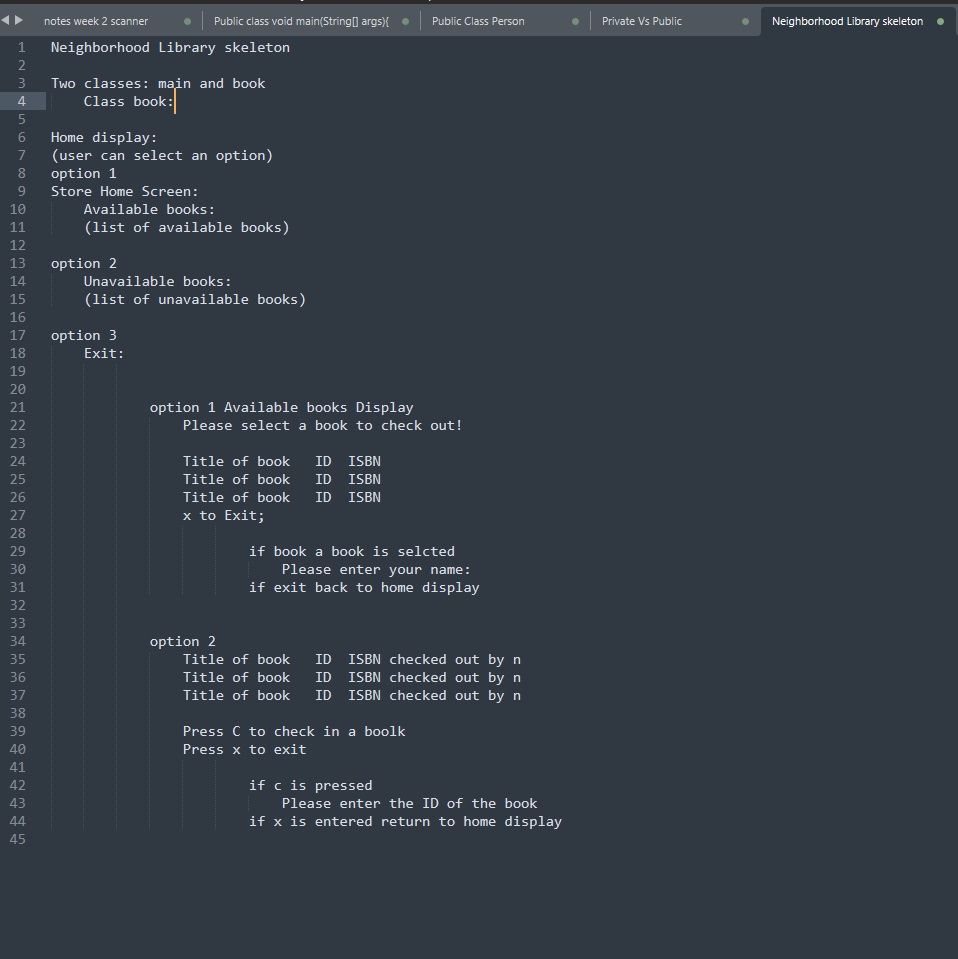 notes week 2 scanner
Public class void main(String[] args){
Public Class Person
Private Vs Public
Neighborhood Library skeleton
1 Neighborhood Library skeleton
2
3 Two classes: main and book
4 Class book:
5
6 Home display:
7 (user can select an option)
8 option 1
9 Store Home Screen:
10 Available books:
11 (list of available books)
12
13 option 2
14 Unavailable books:
15 (list of unavailable books)
16
17 option 3
18 Exit:
19
20
21 option 1 Available books Display
22 Please select a book to check out!
23
24 Title of book ID ISBN
25 Title of book ID ISBN
26 Title of book ID ISBN
27 x to Exit;
28
29 if book a book is selcted
30 Please enter your name:
31 if exit back to home display
32
33
34 option 2
35 Title of book ID ISBN checked out by n
36 Title of book ID ISBN checked out by n
37 Title of book ID ISBN checked out by n
38
39 Press C to check in a boolk
40 Press x to exit
41
42 if c is pressed
43 Please enter the ID of the book
44 if x is entered return to home display
45